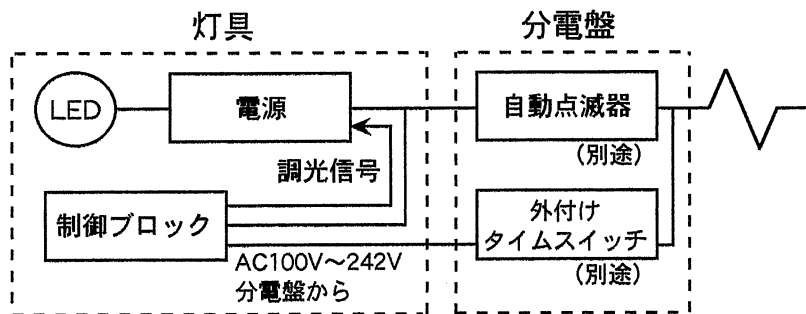 灯具
分電盤
LED
電源
自動点滅器
(別途)
調光信号
制御ブロック
外付け
タイムスイッチ
(別途)
AC100V～242V
分電盤から